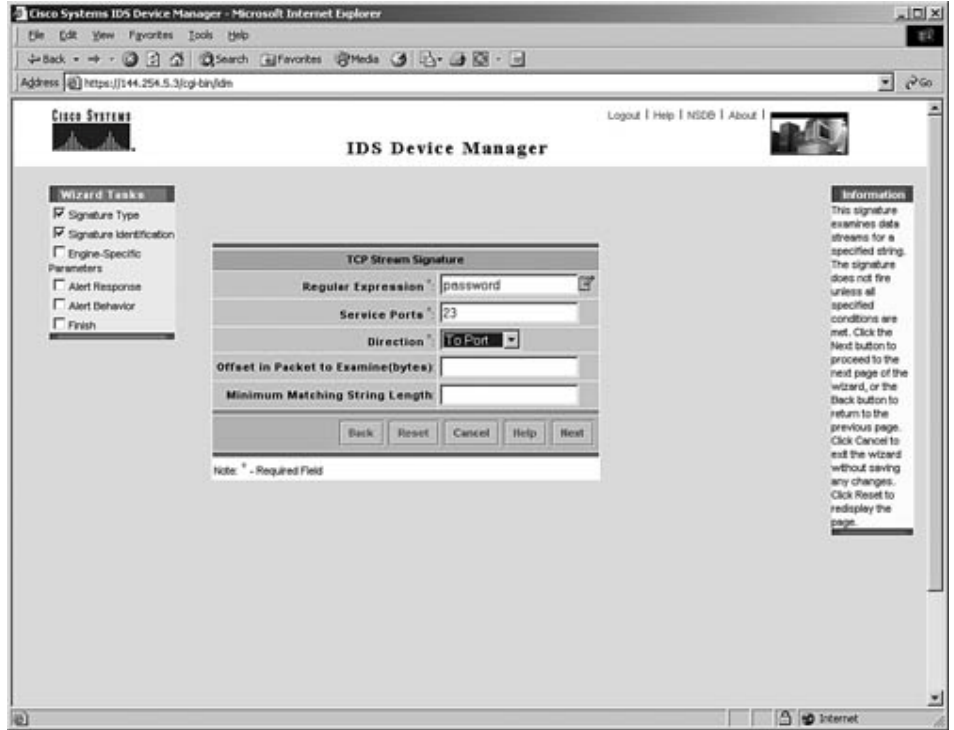 Cisco Systems IDS Device Manager - Microsoft Internet Explorer
File Edit View Favorites Tools Help
Back Search Favorites Media
Address https://144.254.5.3/cgi-bin/idm Go
CISCO SYSTEMS
Logout | Help | NSDB | About |
IDS Device Manager
Wizard Tasks
Signature Type
Signature Identification
Engine-Specific
Parameters
Alert Response
Alert Behavior
Finish
TCP Stream Signature
Regular Expression *: password
Service Ports *: 23
Direction *: To Port
Offset in Packet to Examine(bytes)
Minimum Matching String Length
Back Reset Cancel Help Next
Note: * - Required Field
Information
This signature
examines data
streams for a
specified string.
The signature
does not fire
unless all
specified
conditions are
met. Click the
Next button to
proceed to the
next page of the
wizard, or the
Back button to
return to the
previous page.
Click Cancel to
exit the wizard
without saving
any changes.
Click Reset to
redisplay the
page.
Internet